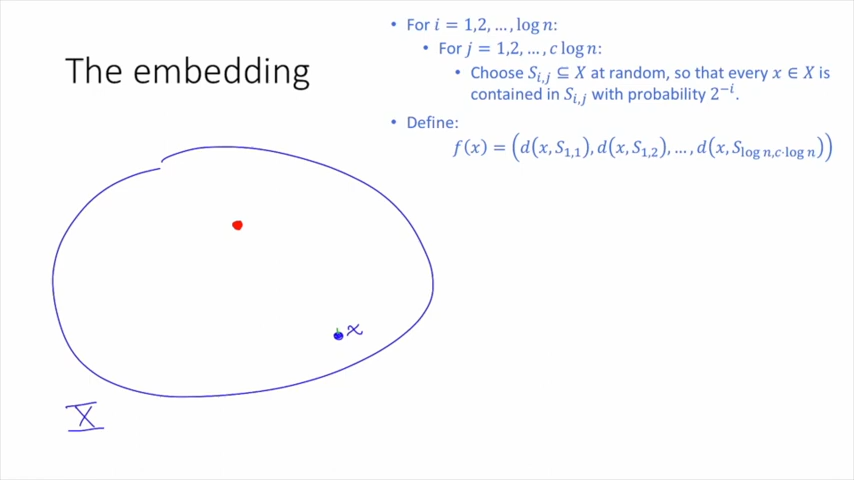 The embedding
• For i = 1,2, …, log n:
• For j = 1,2, …, c log n:
• Choose S_{i,j} ⊆ X at random, so that every x ∈ X is
contained in S_{i,j} with probability 2^{−i}.
• Define:
f(x) = (d(x, S_{1,1}), d(x, S_{1,2}), …, d(x, S_{log n,c·log n}))
x
X